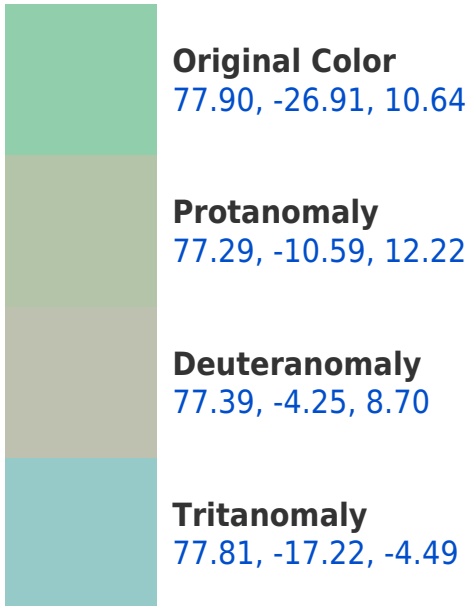 Original Color
77.90, -26.91, 10.64
Protanomaly
77.29, -10.59, 12.22
Deuteranomaly
77.39, -4.25, 8.70
Tritanomaly
77.81, -17.22, -4.49